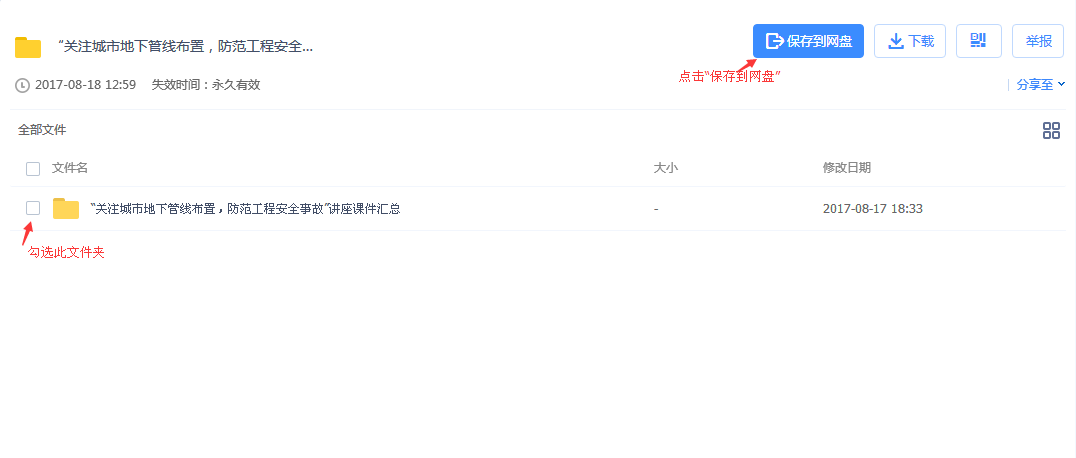 “关注城市地下管线布置，防范工程安全...
保存到网盘
下载
举报
点击“保存到网盘”
2017-08-18 12:59 失效时间：永久有效
分享至
全部文件
文件名 大小 修改日期
“关注城市地下管线布置，防范工程安全事故”讲座课件汇总 - 2017-08-17 18:33
勾选此文件夹